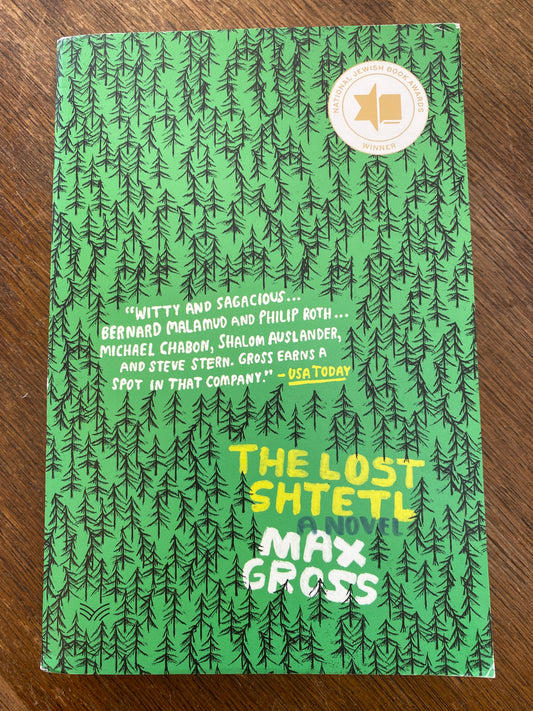 NATIONAL JEWISH BOOK AWARDS
WINNER
“WITTY AND SAGACIOUS...
BERNARD MALAMUD AND PHILIP ROTH...
MICHAEL CHABON, SHALOM AUSLANDER,
AND STEVE STERN. GROSS EARNS A
SPOT IN THAT COMPANY.” – USA TODAY
THE LOST
SHTETL
A NOVEL
MAX
GROSS